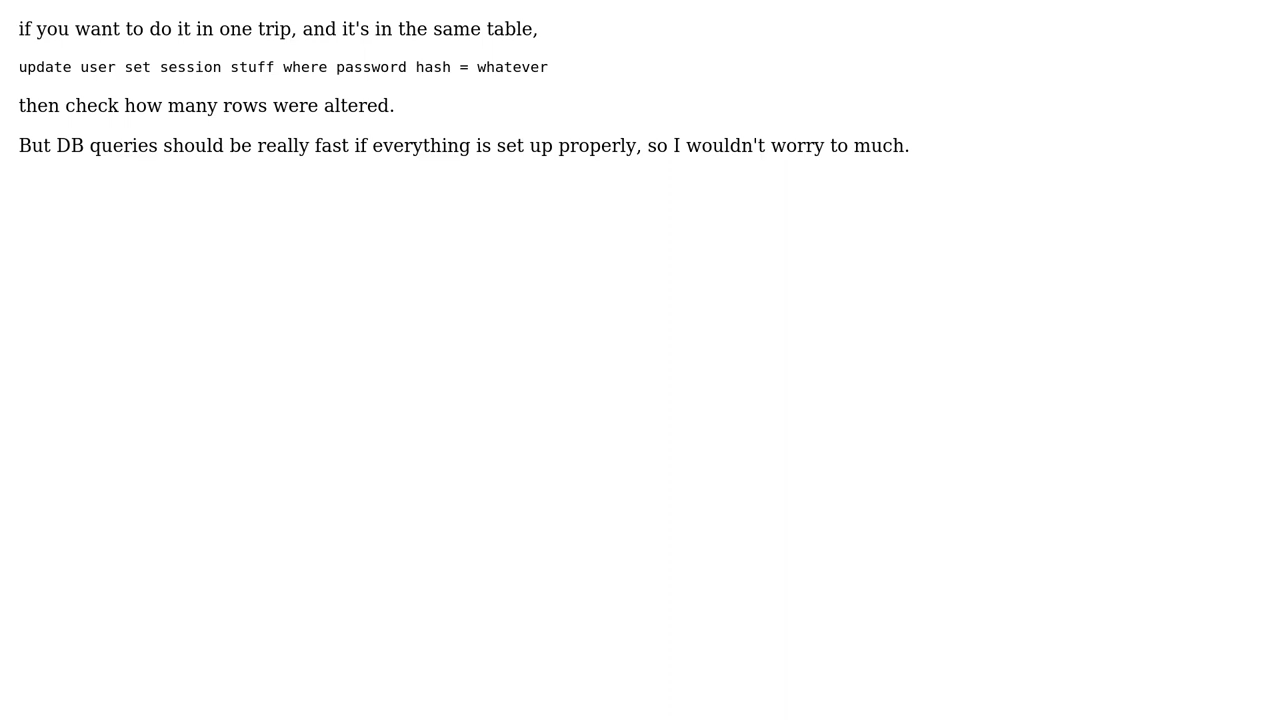 if you want to do it in one trip, and it's in the same table,
update user set session stuff where password hash = whatever
then check how many rows were altered.
But DB queries should be really fast if everything is set up properly, so I wouldn't worry to much.